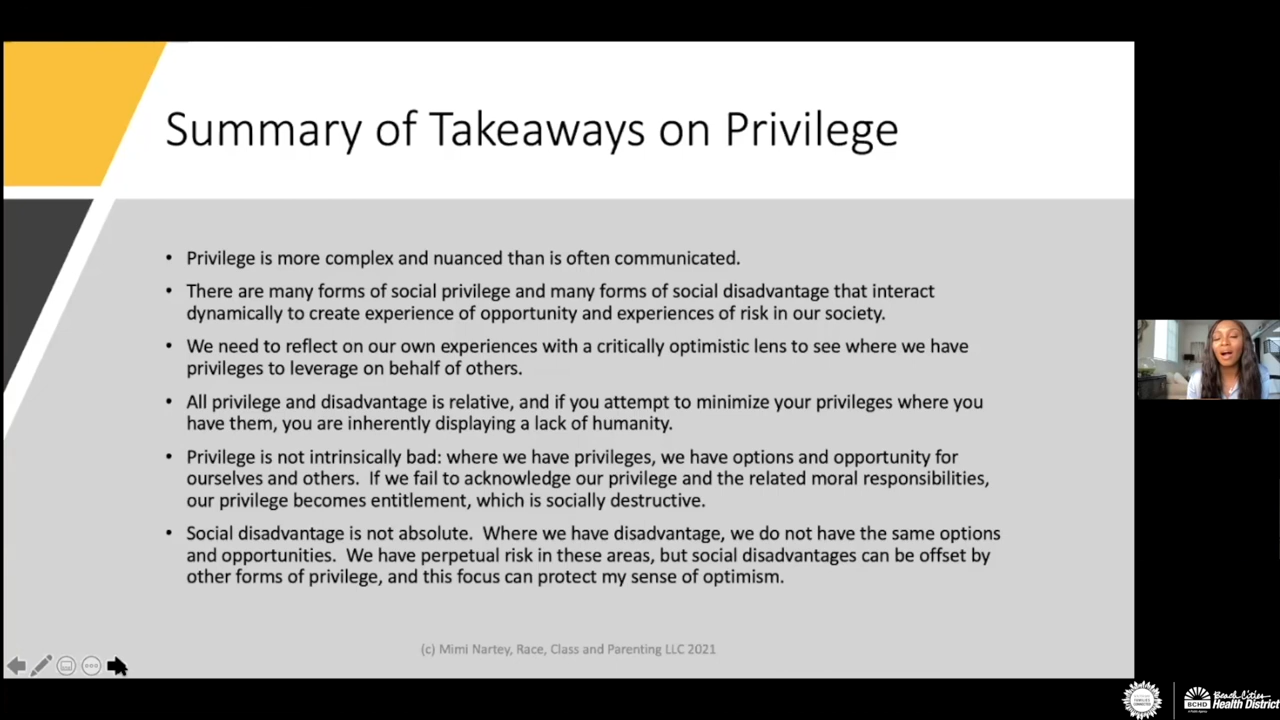 Summary of Takeaways on Privilege
• Privilege is more complex and nuanced than is often communicated.
• There are many forms of social privilege and many forms of social disadvantage that interact
dynamically to create experience of opportunity and experiences of risk in our society.
• We need to reflect on our own experiences with a critically optimistic lens to see where we have
privileges to leverage on behalf of others.
• All privilege and disadvantage is relative, and if you attempt to minimize your privileges where you
have them, you are inherently displaying a lack of humanity.
• Privilege is not intrinsically bad: where we have privileges, we have options and opportunity for
ourselves and others.  If we fail to acknowledge our privilege and the related moral responsibilities,
our privilege becomes entitlement, which is socially destructive.
• Social disadvantage is not absolute.  Where we have disadvantage, we do not have the same options
and opportunities.  We have perpetual risk in these areas, but social disadvantages can be offset by
other forms of privilege, and this focus can protect my sense of optimism.
(c) Mimi Nartey, Race, Class and Parenting LLC 2021
FAMILIES
CONNECTED
BCHD
Beach Cities
Health District